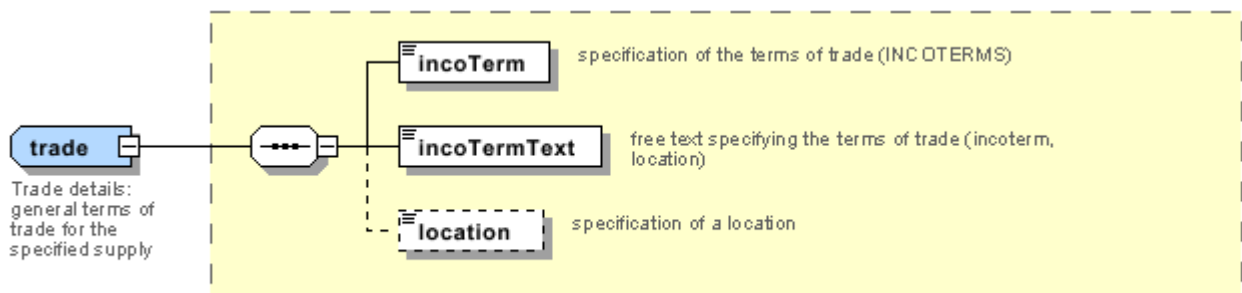 incoTerm
specification of the terms of trade (INCOTERMS)
trade
incoTermText
free text specifying the terms of trade (incoterm,
location)
Trade details:
general terms of
trade for the
specified supply
location
specification of a location